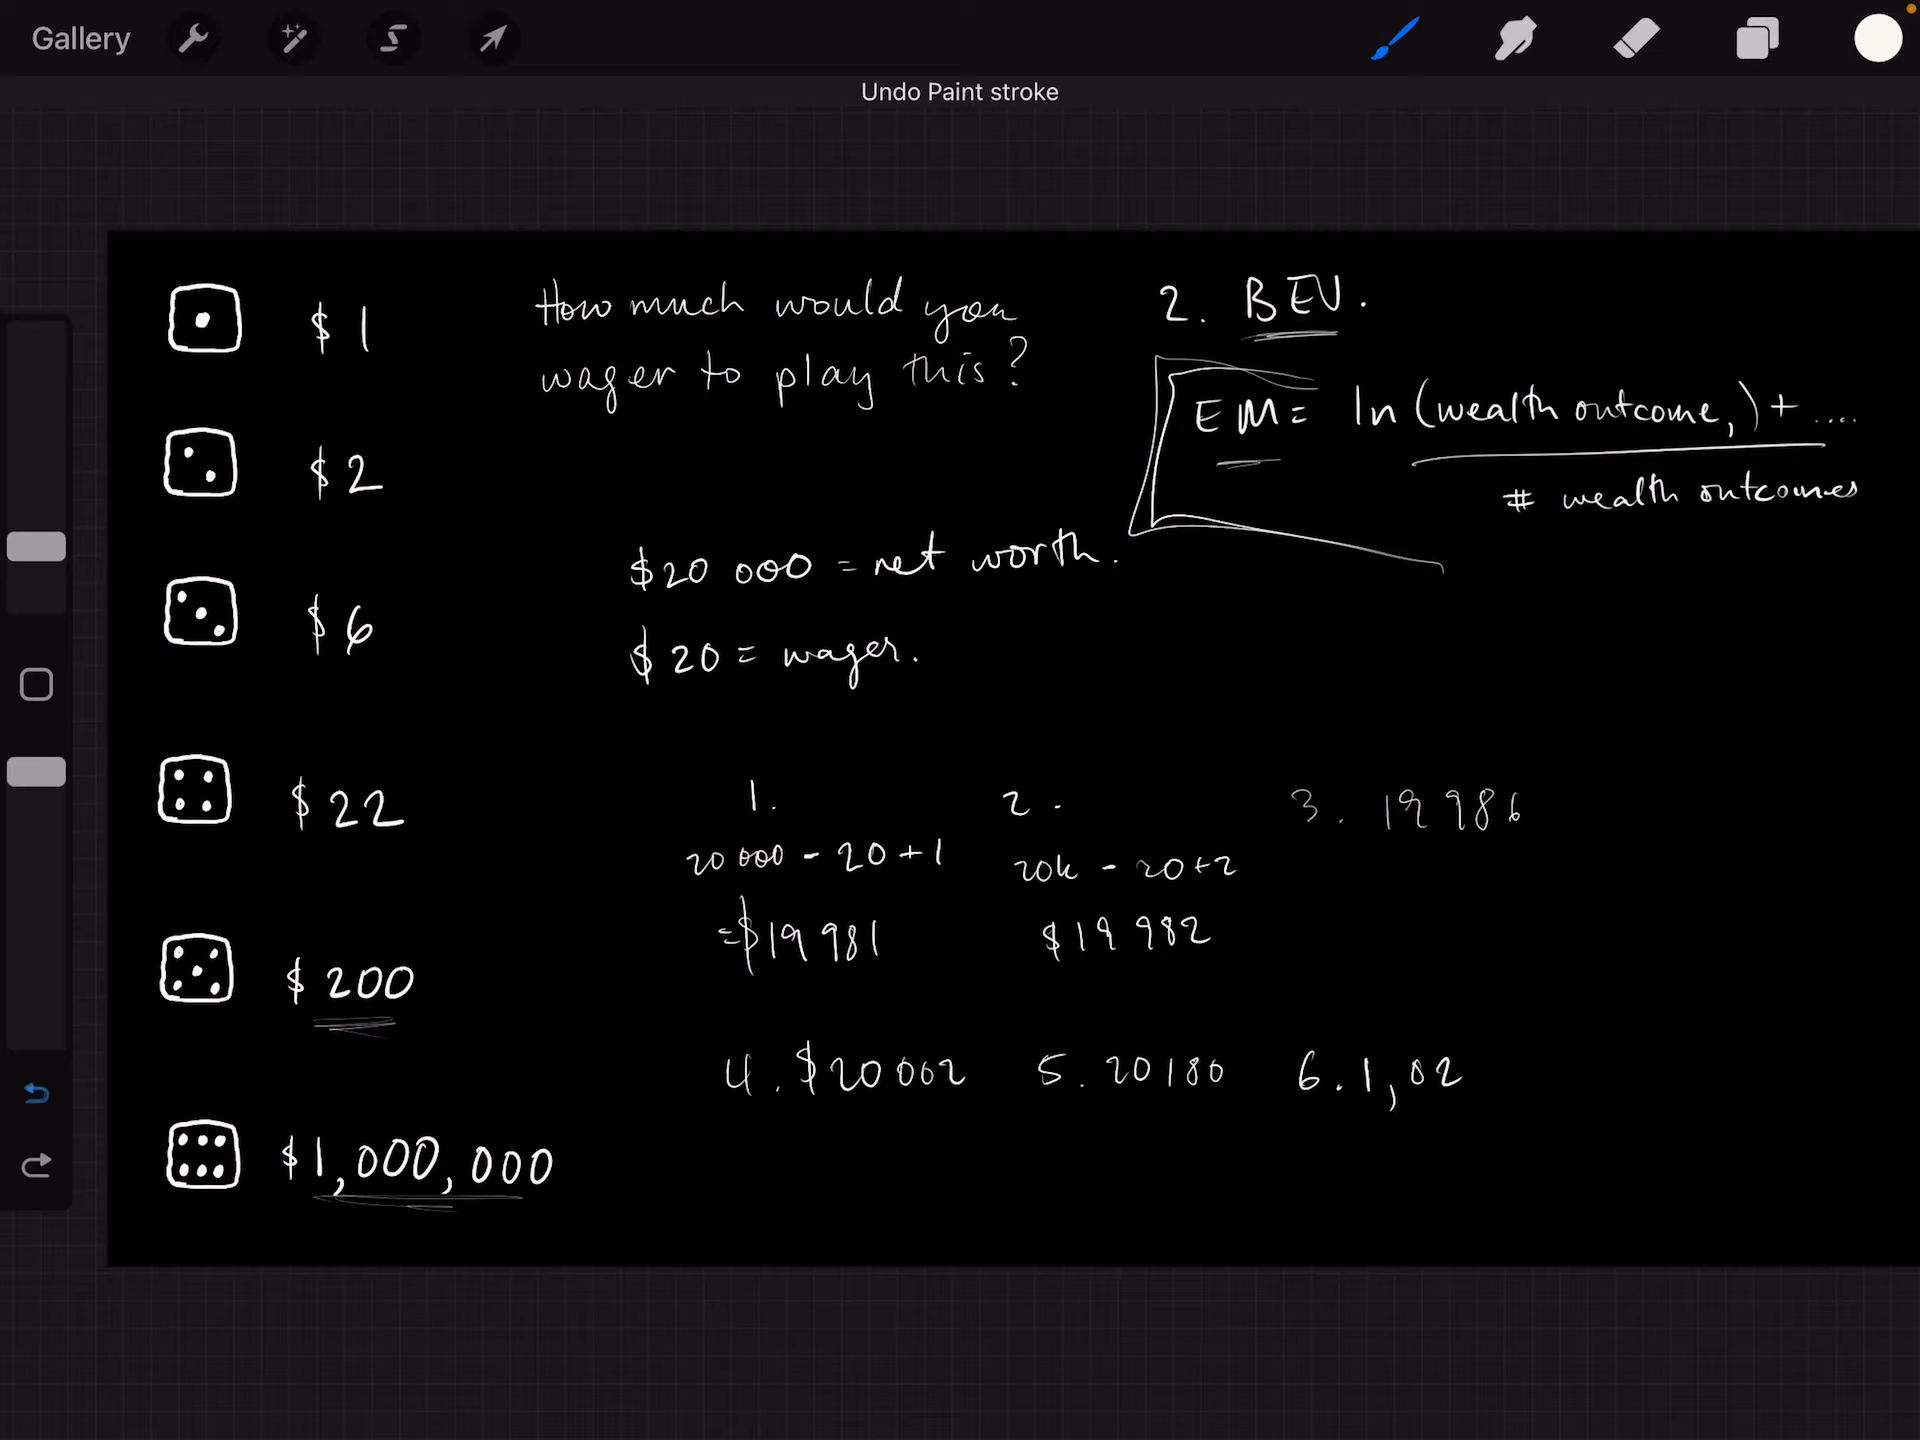 Gallery
Undo Paint stroke
$ 1
$ 2
$ 6
$ 22
$ 200
$ 1,000,000
How much would you
wager to play this?
$20 000 = net worth.
$ 20 = wager.
2. BEU.
EM = ln (wealth outcome,) + ....
# wealth outcomes
1.
20 000 - 20 + 1
= $19 981
2.
20k - 20 + 2
$19 982
3. 19 986
4. $20 002
5. 20 180
6. 1,02